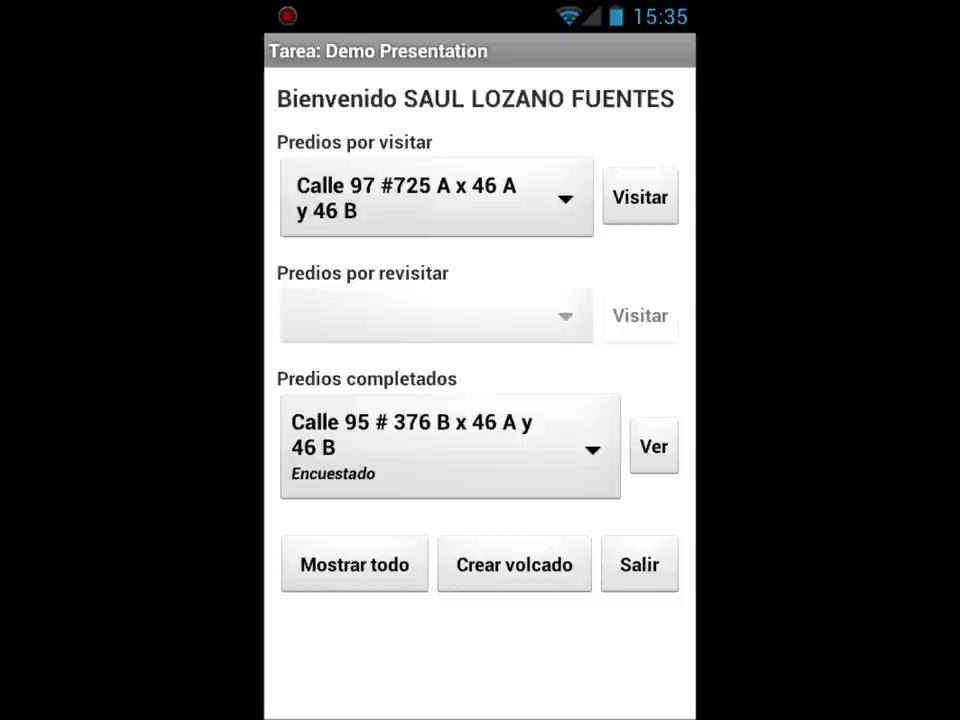 15:35
Tarea: Demo Presentation
Bienvenido SAUL LOZANO FUENTES
Predios por visitar
Calle 97 #725 A x 46 A
y 46 B
Visitar
Predios por revisitar
Visitar
Predios completados
Calle 95 # 376 B x 46 A y
46 B
Encuestado
Ver
Mostrar todo
Crear volcado
Salir